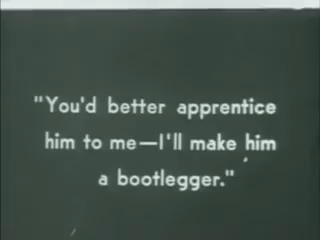 "You'd better apprentice
him to me—I'll make him
a bootlegger."